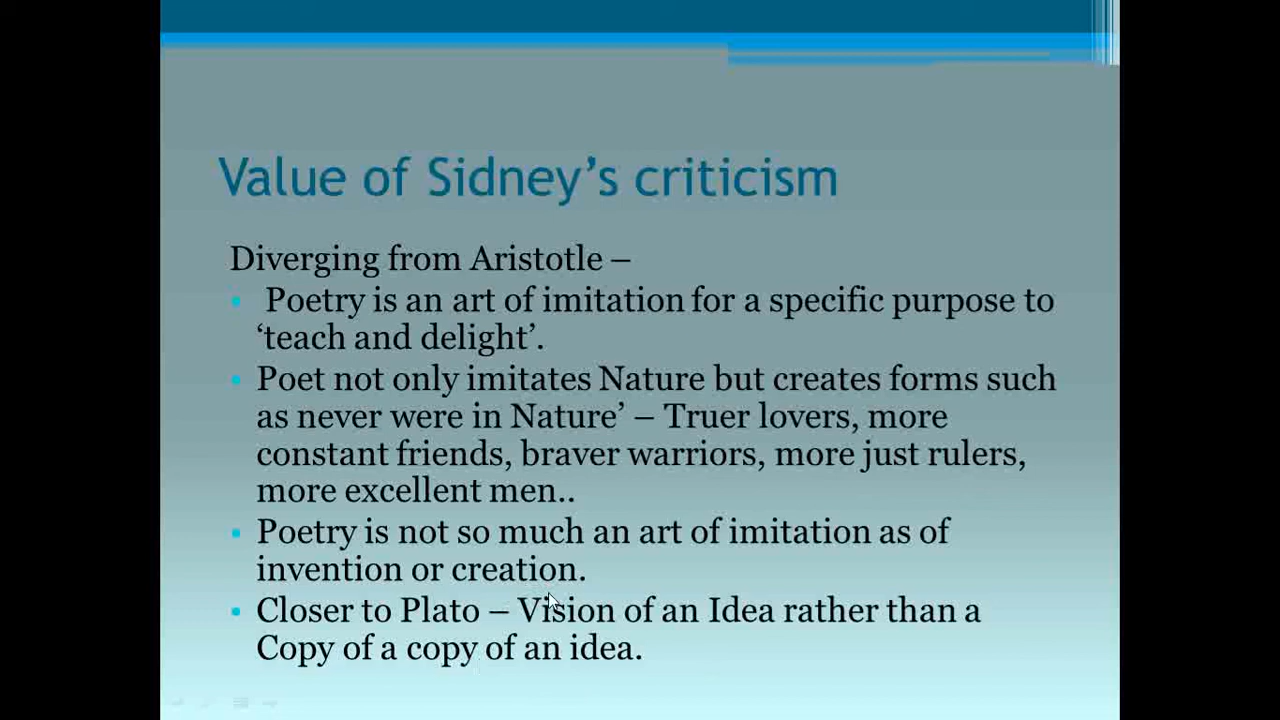 Value of Sidney’s criticism
Diverging from Aristotle –
• Poetry is an art of imitation for a specific purpose to
‘teach and delight’.
• Poet not only imitates Nature but creates forms such
as never were in Nature’ – Truer lovers, more
constant friends, braver warriors, more just rulers,
more excellent men..
• Poetry is not so much an art of imitation as of
invention or creation.
• Closer to Plato – Vision of an Idea rather than a
Copy of a copy of an idea.